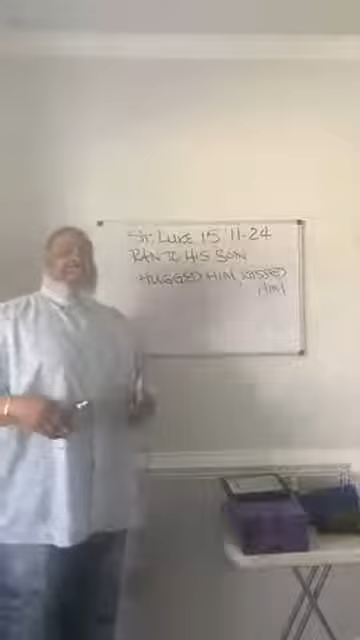 St. LUKE 15 11-24
RAN TO HIS SON
HUGGED HIM, KISSED
HIM